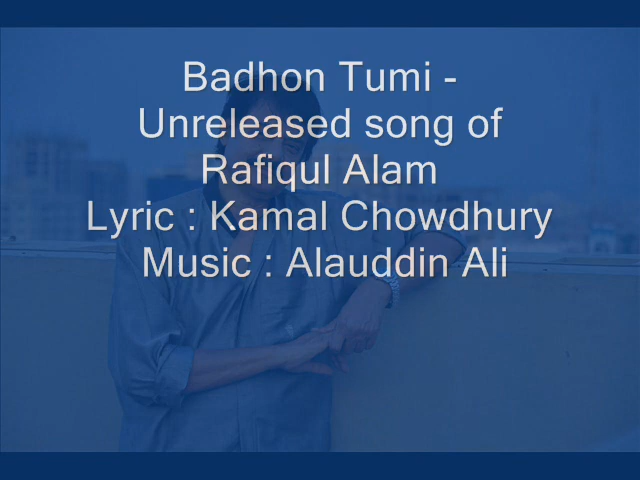 Badhon Tumi -
Unreleased song of
Rafiqul Alam
Lyric : Kamal Chowdhury
Music : Alauddin Ali